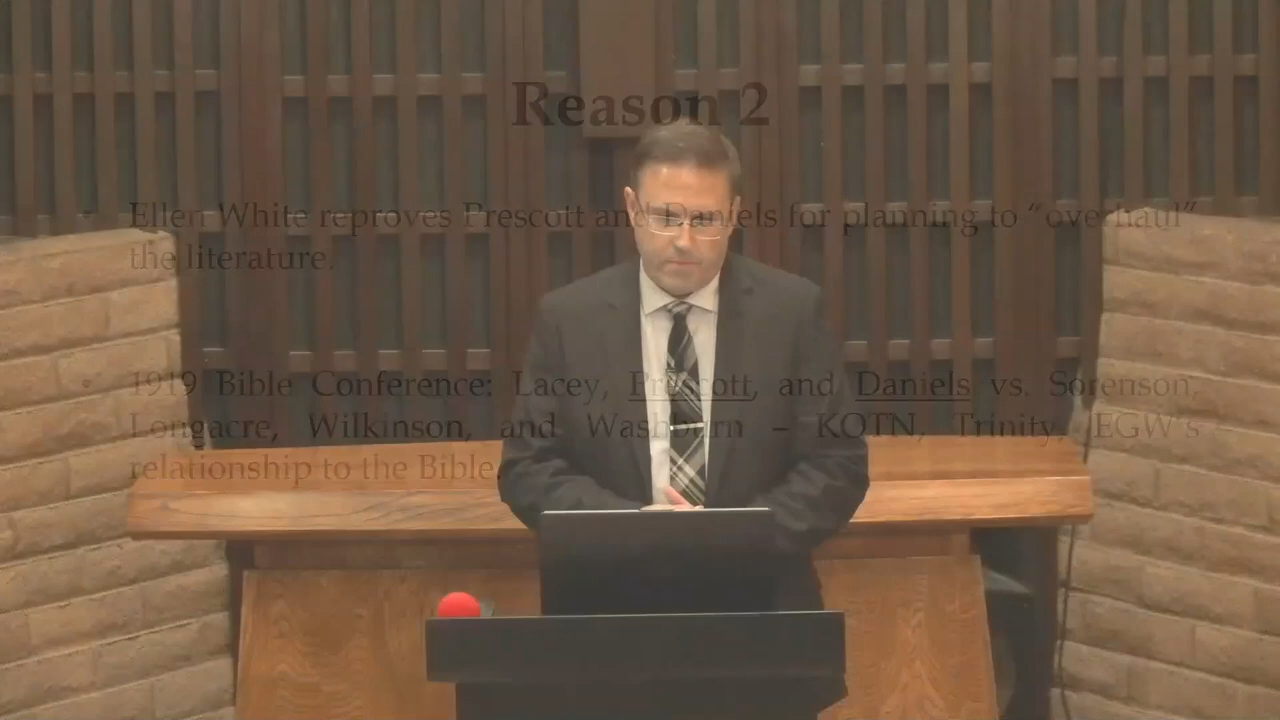 Reason 2
Ellen White reproves Prescott and Daniels for planning to “overhaul”
the literature.
1919 Bible Conference: Lacey, Prescott, and Daniels vs. Sorenson,
Longacre, Wilkinson, and Washburn – KOTN, Trinity, EGW's
relationship to the Bible